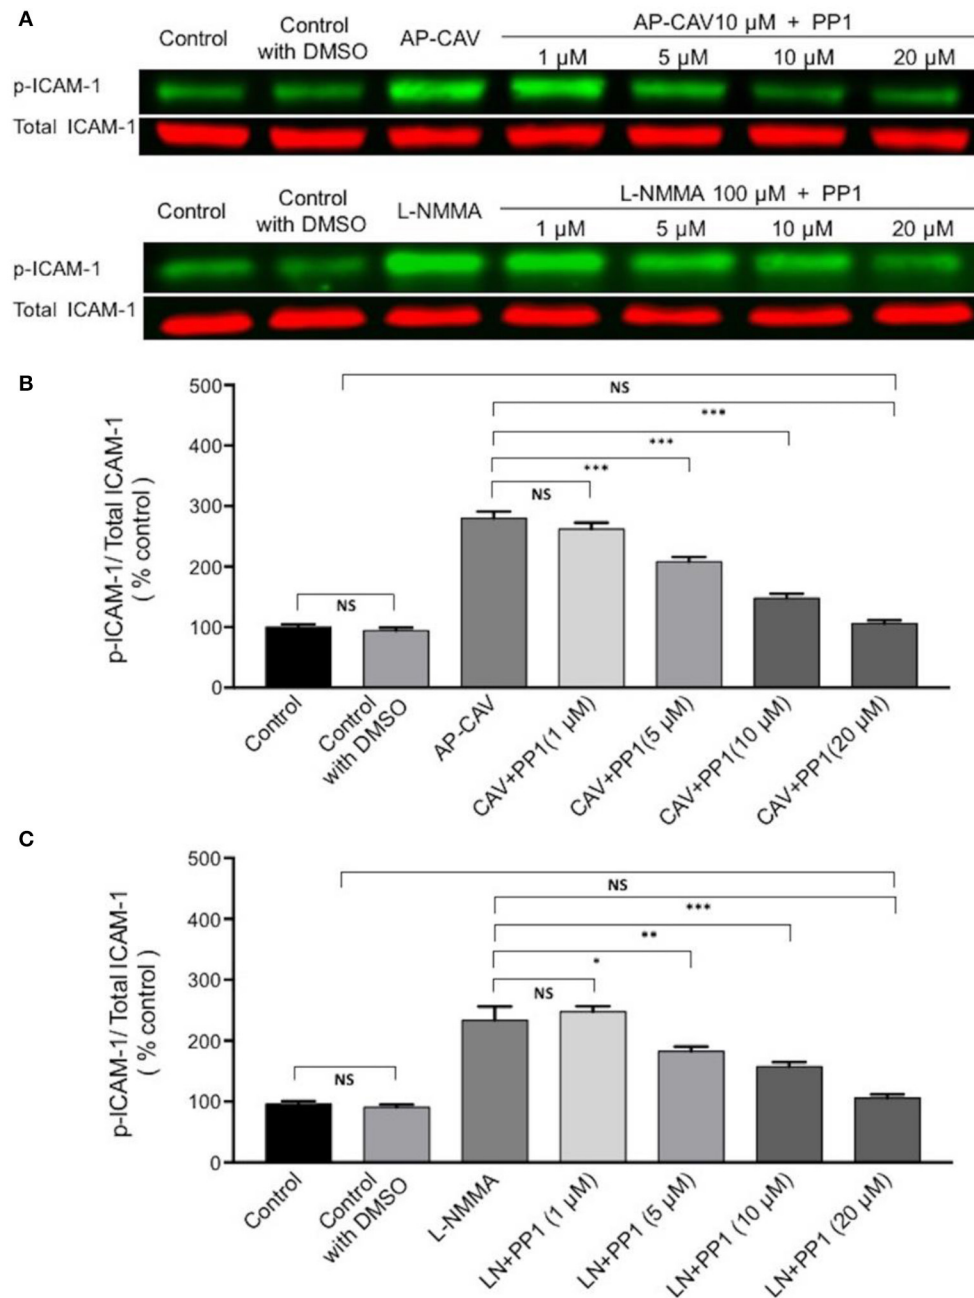 A
Control
Control
with DMSO
AP-CAV
AP-CAV10 µM + PP1
1 µM 5 µM 10 µM 20 µM
p-ICAM-1
Total ICAM-1
Control
Control
with DMSO
L-NMMA
L-NMMA 100 µM + PP1
1 µM 5 µM 10 µM 20 µM
p-ICAM-1
Total ICAM-1
B
p-ICAM-1/ Total ICAM-1
( % control )
500
400
300
200
100
0
NS
***
***
***
NS
NS
Control
Control
with DMSO
AP-CAV
CAV+PP1(1 µM)
CAV+PP1(5 µM)
CAV+PP1(10 µM)
CAV+PP1(20 µM)
C
p-ICAM-1/ Total ICAM-1
( % control )
500
400
300
200
100
0
NS
***
**
*
NS
NS
Control
Control
with DMSO
L-NMMA
LN+PP1 (1 µM)
LN+PP1 (5 µM)
LN+PP1 (10 µM)
LN+PP1 (20 µM)